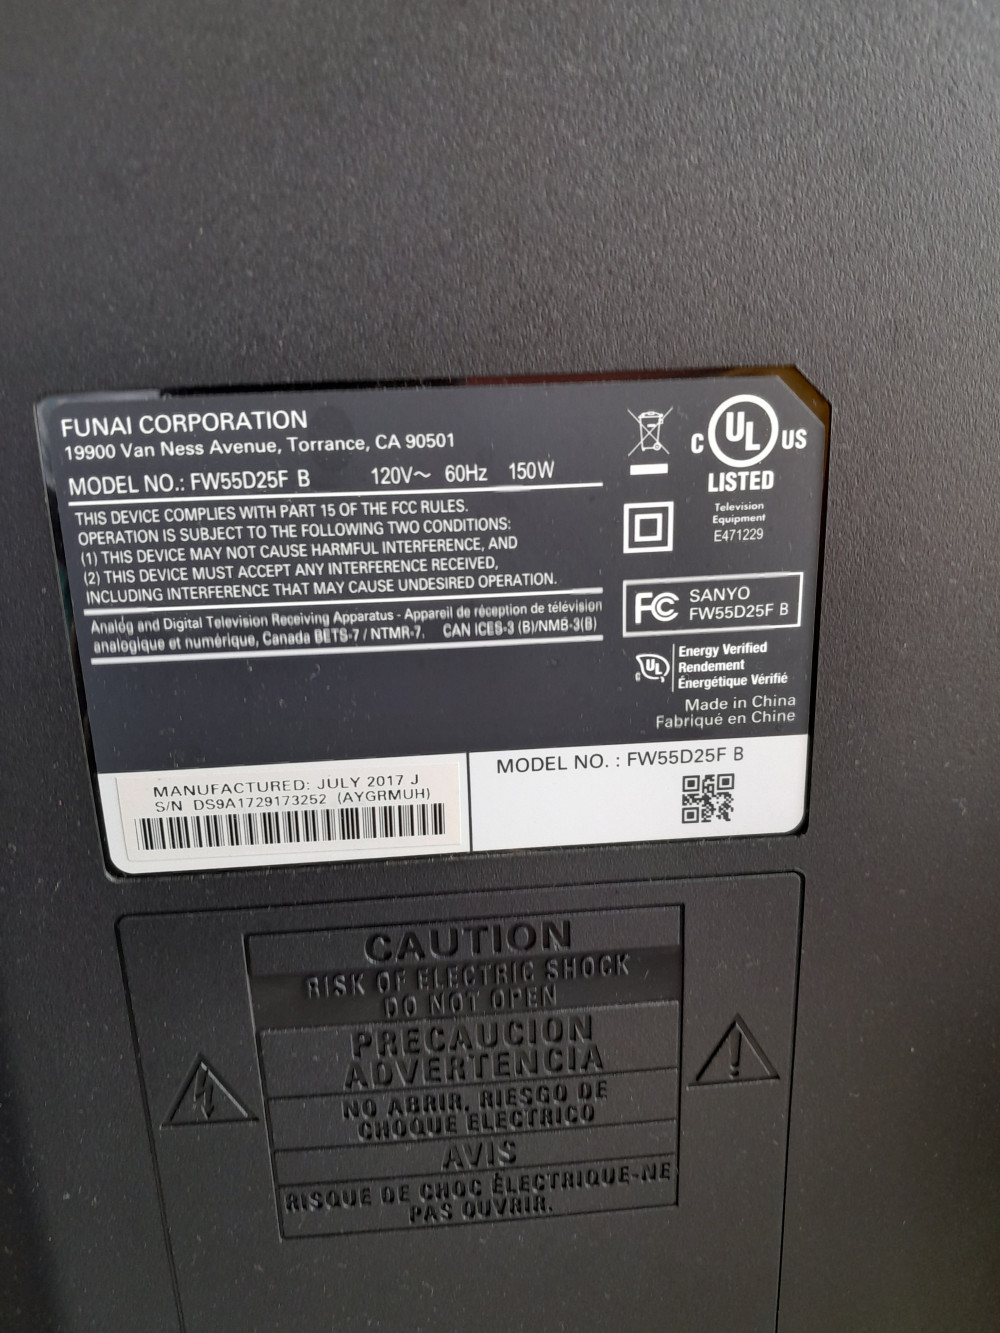 FUNAI CORPORATION
19900 Van Ness Avenue, Torrance, CA 90501
MODEL NO.: FW55D25F B 120V~ 60Hz 150W
THIS DEVICE COMPLIES WITH PART 15 OF THE FCC RULES.
OPERATION IS SUBJECT TO THE FOLLOWING TWO CONDITIONS:
(1) THIS DEVICE MAY NOT CAUSE HARMFUL INTERFERENCE, AND
(2) THIS DEVICE MUST ACCEPT ANY INTERFERENCE RECEIVED,
INCLUDING INTERFERENCE THAT MAY CAUSE UNDESIRED OPERATION.
Analog and Digital Television Receiving Apparatus - Appareil de réception de télévision
analogique et numérique, Canada BETS-7 / NTMR-7. CAN ICES-3 (B)/NMB-3(B)
C UL US
LISTED
Television
Equipment
E471229
FC SANYO
FW55D25F B
C UL
Energy Verified
Rendement
Énergétique Vérifié
Made in China
Fabriqué en Chine
MANUFACTURED: JULY 2017 J
S/N DS9A1729173252 (AYGRMUH)
MODEL NO. : FW55D25F B
CAUTION
RISK OF ELECTRIC SHOCK
DO NOT OPEN
PRECAUCION
ADVERTENCIA
NO ABRIR, RIESGO DE
CHOQUE ELECTRICO
AVIS
RISQUE DE CHOC ÉLECTRIQUE-NE
PAS OUVRIR.